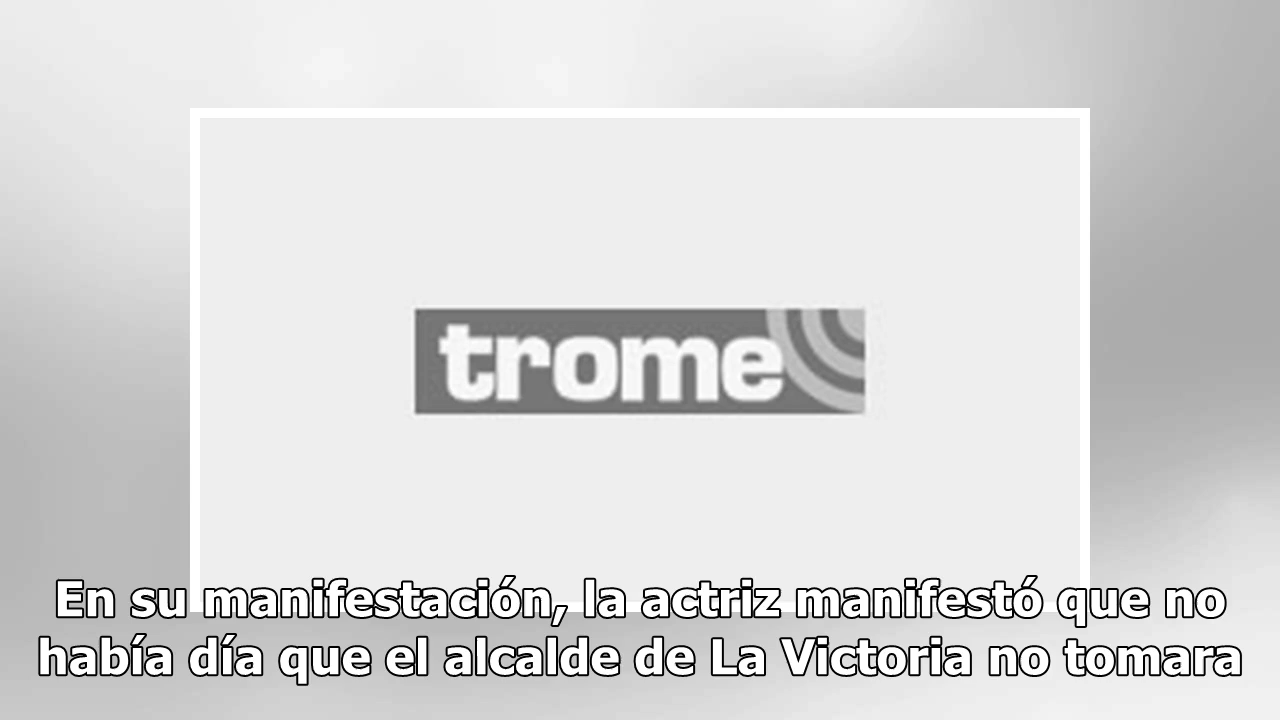 trome
En su manifestación, la actriz manifestó que no
había día que el alcalde de La Victoria no tomara